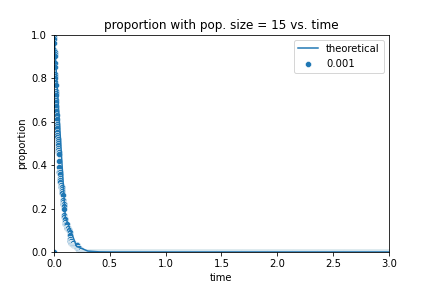 proportion with pop. size = 15 vs. time
1.0
theoretical
0.001
0.8
0.6
proportion
0.4
0.2
0.0
0.0 0.5 1.0 1.5 2.0 2.5 3.0
time